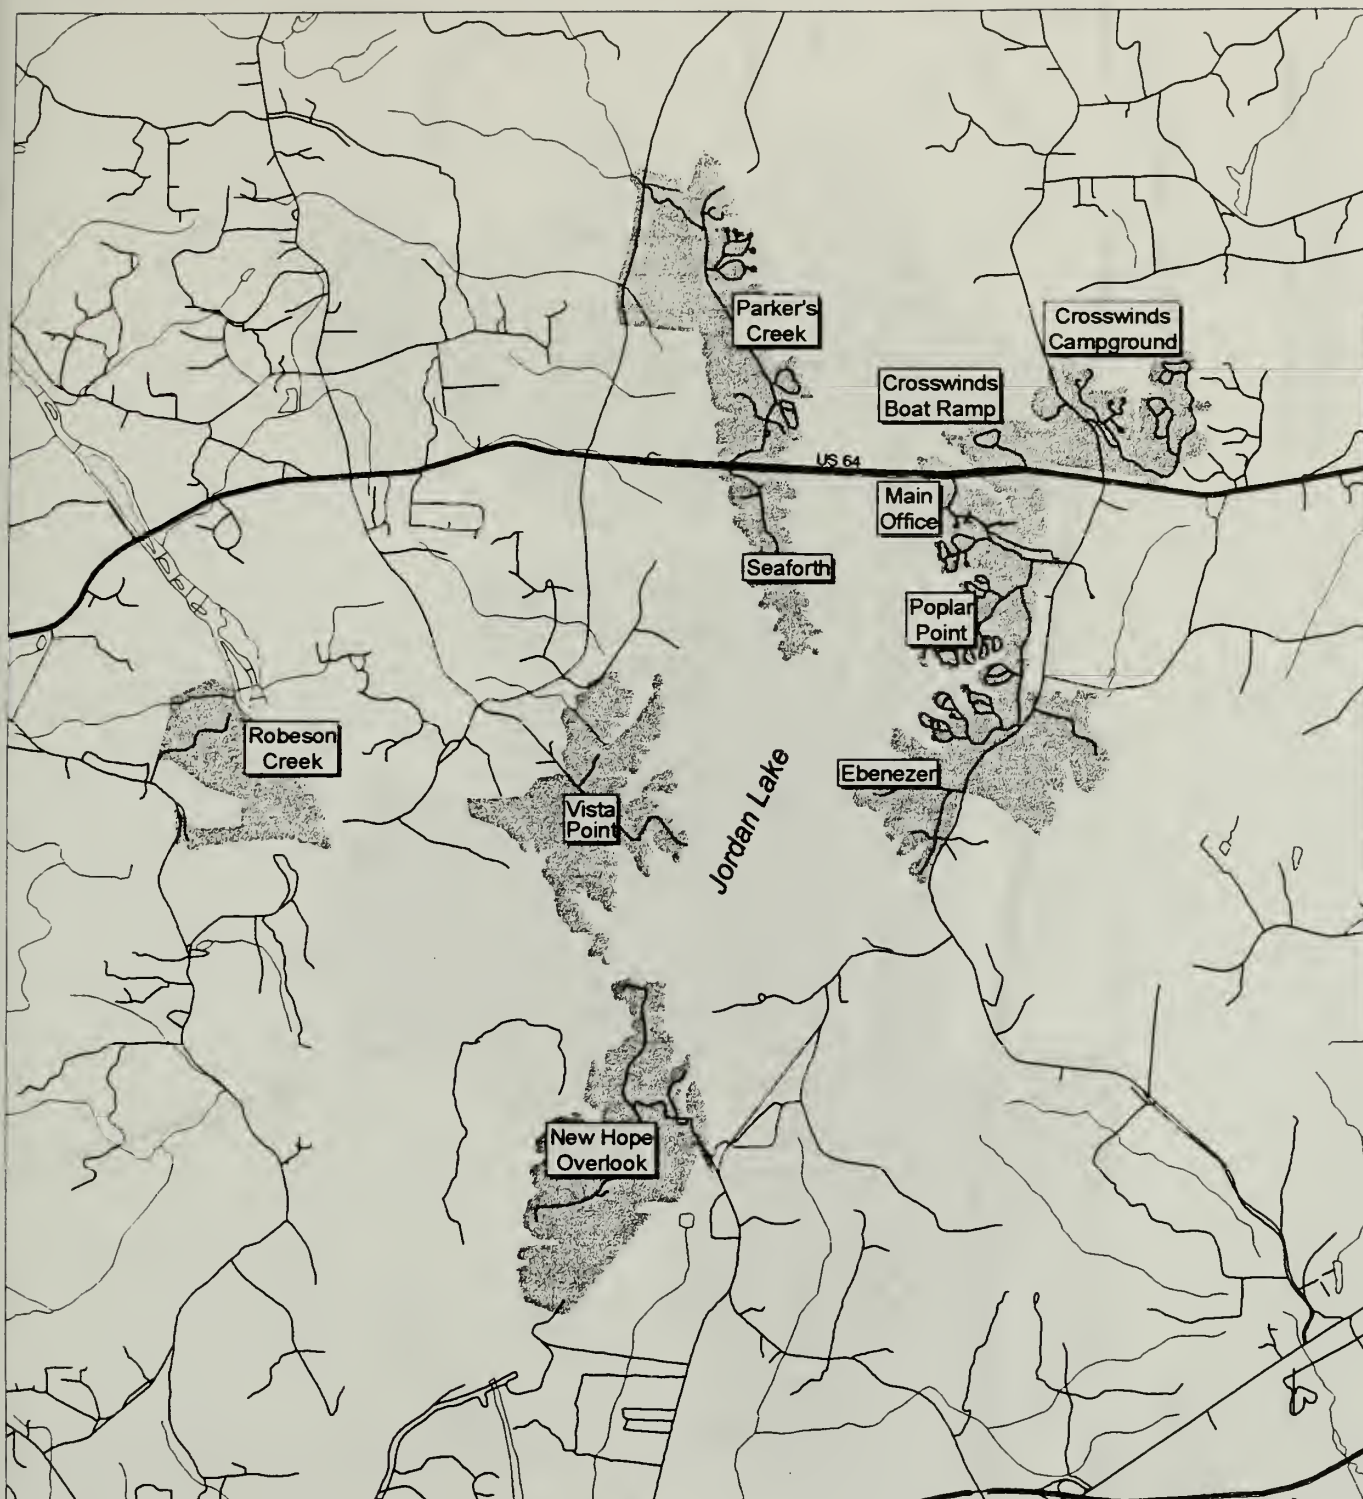 Parker's
Creek
Crosswinds
Campground
Crosswinds
Boat Ramp
US 64
Main
Office
Seaforth
Poplar
Point
Robeson
Creek
Ebenezer
Vista
Point
Jordan Lake
New Hope
Overlook